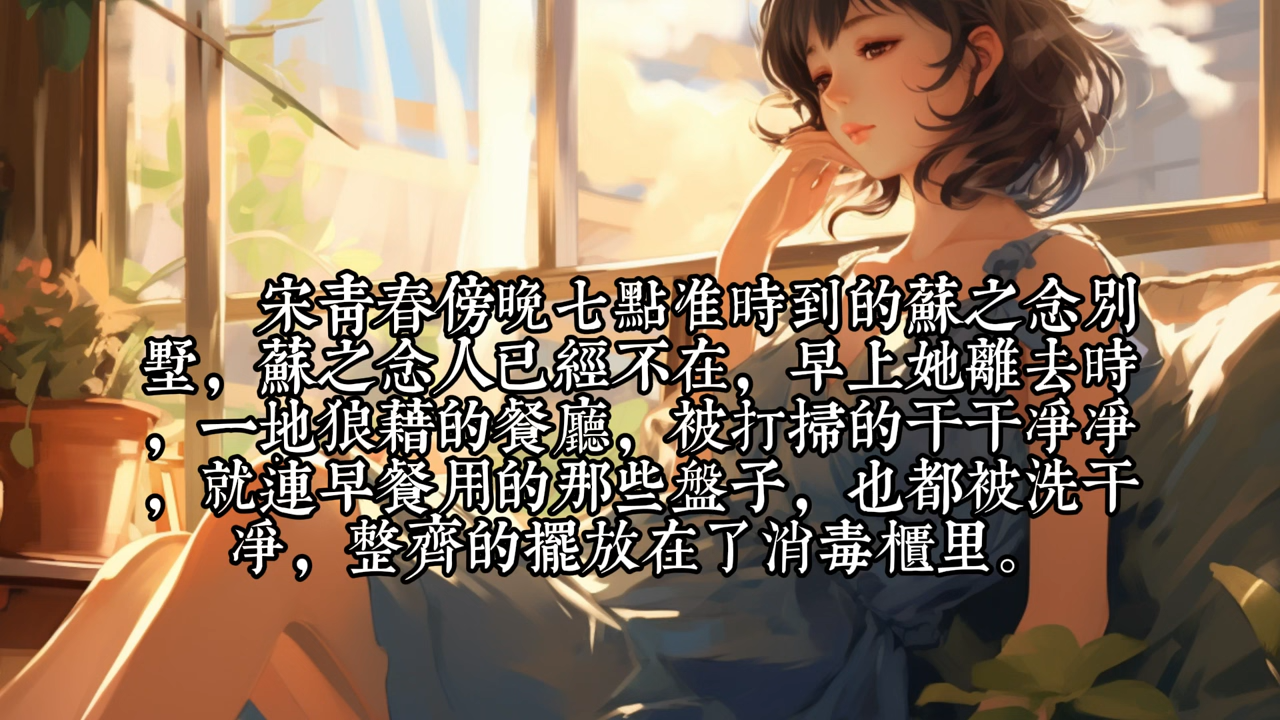 宋青春傍晚七點准時到的蘇之念別
墅，蘇之念人已經不在，早上她離去時
，一地狼藉的餐廳，被打掃的干干淨淨
，就連早餐用的那些盤子，也都被洗干
淨，整齊的擺放在了消毒櫃里。